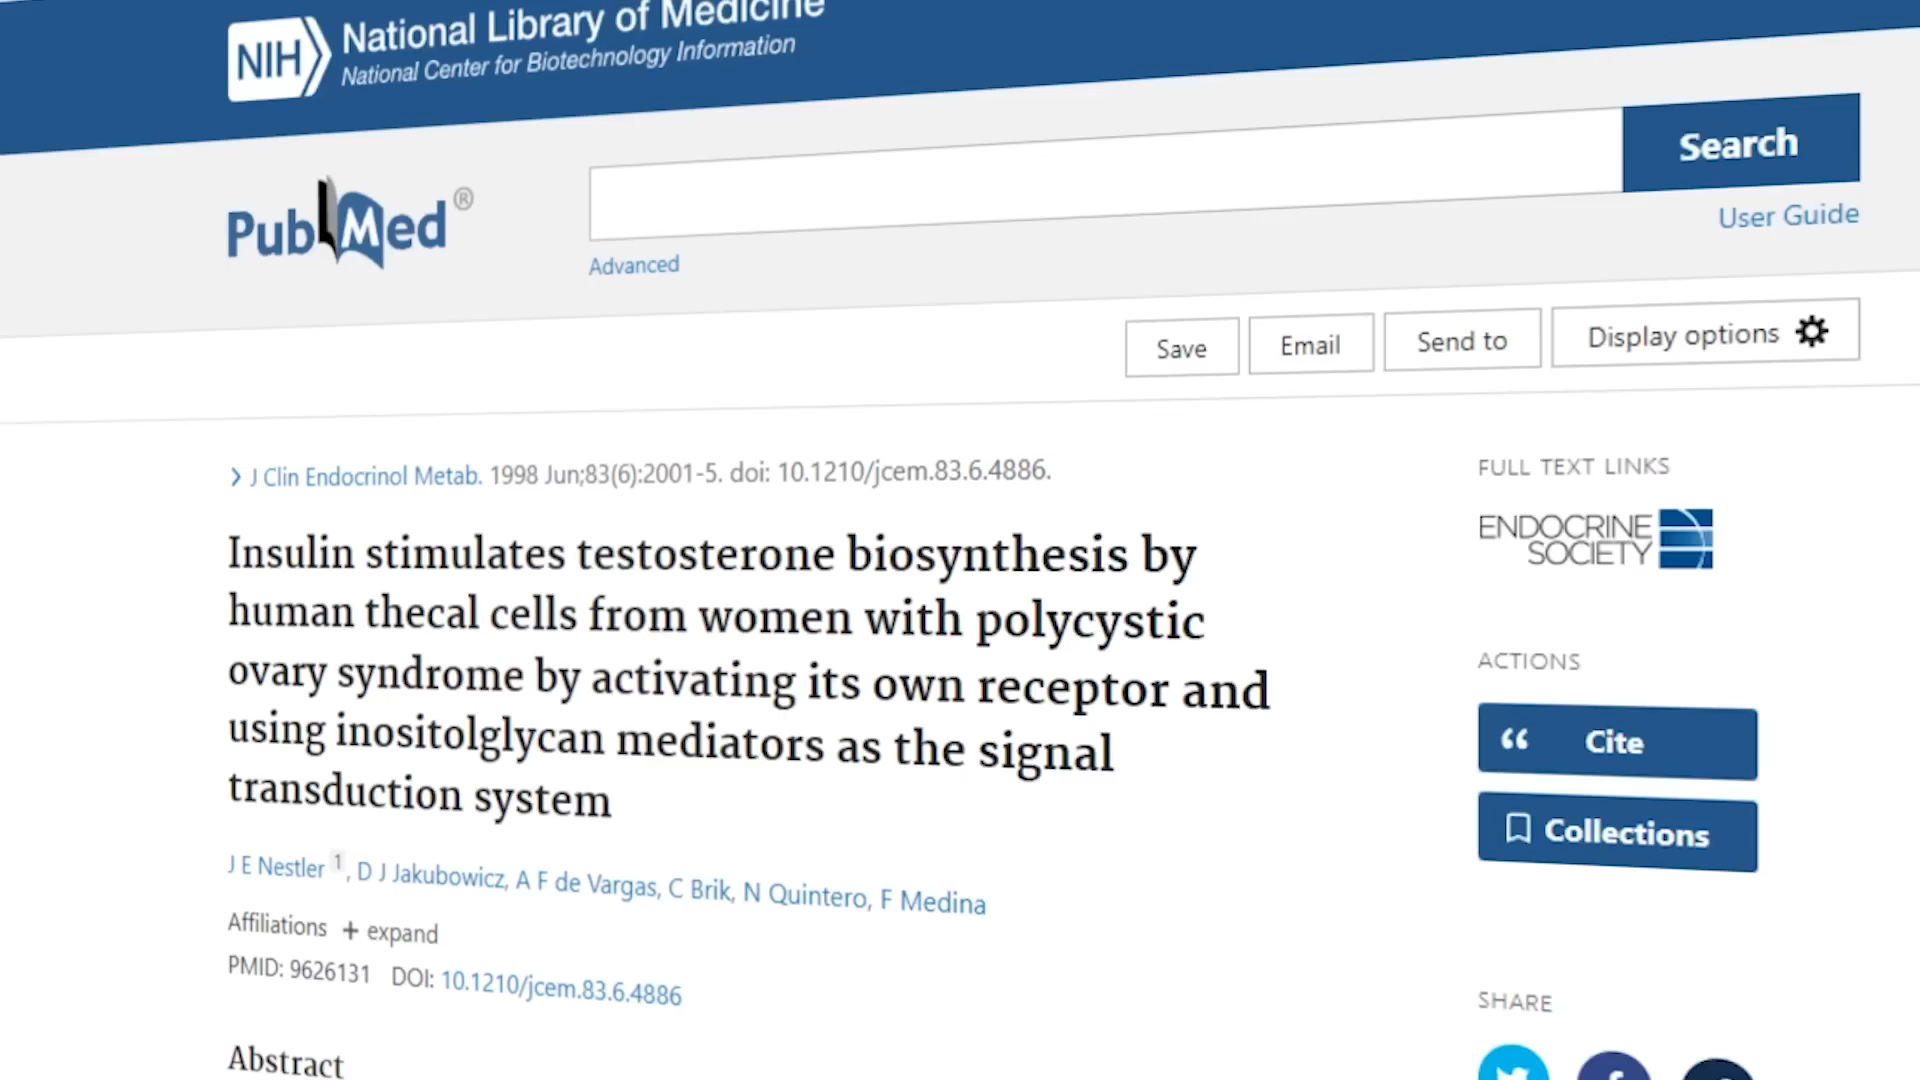 NIH
National Library of Medicine
National Center for Biotechnology Information
PubMed®
Search
User Guide
Advanced
Save
Email
Send to
Display options
J Clin Endocrinol Metab. 1998 Jun;83(6):2001-5. doi: 10.1210/jcem.83.6.4886.
Insulin stimulates testosterone biosynthesis by
human thecal cells from women with polycystic
ovary syndrome by activating its own receptor and
using inositolglycan mediators as the signal
transduction system
J E Nestler 1, D J Jakubowicz, A F de Vargas, C Brik, N Quintero, F Medina
Affiliations + expand
PMID: 9626131 DOI: 10.1210/jcem.83.6.4886
Abstract
FULL TEXT LINKS
ENDOCRINE
SOCIETY
ACTIONS
Cite
Collections
SHARE